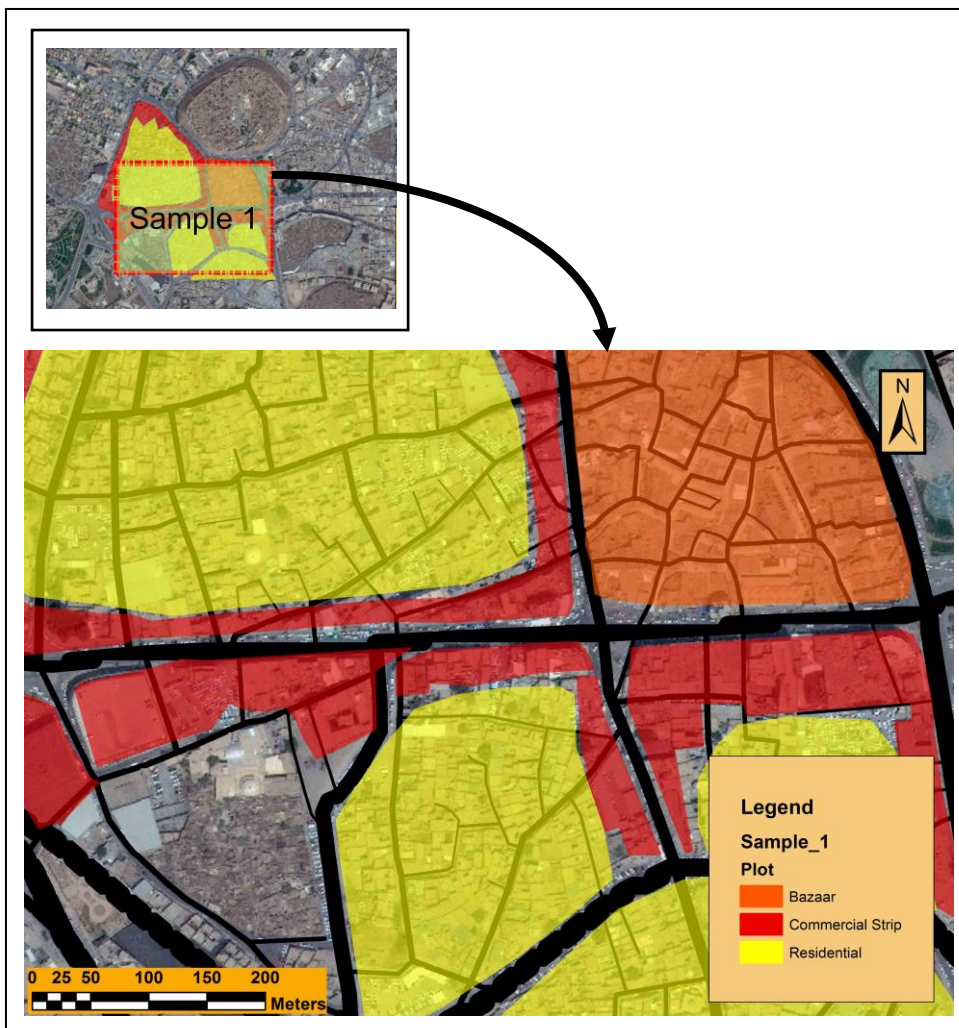 Sample 1
N
Legend
Sample_1
Plot
Bazaar
Commercial Strip
Residential
0 25 50 100 150 200
Meters